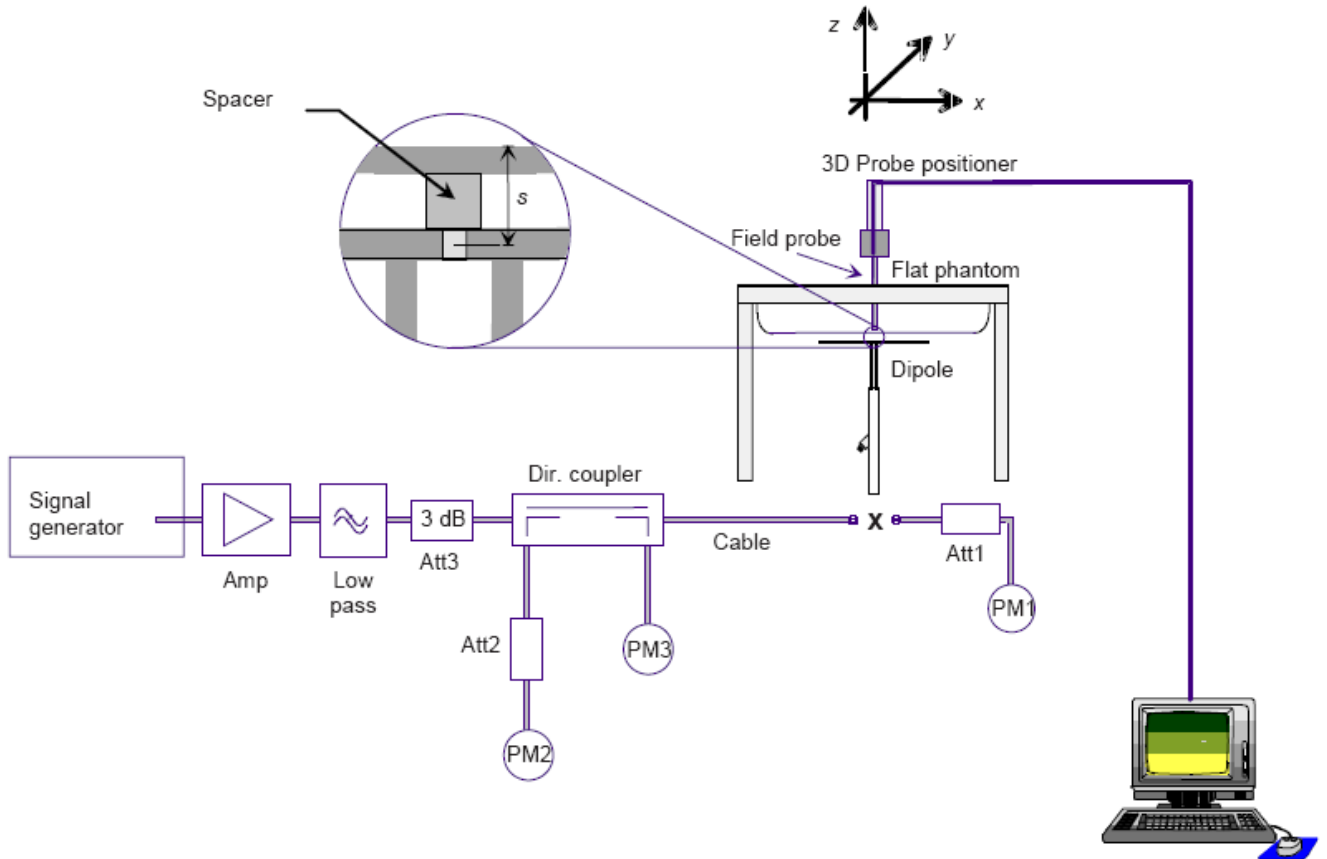 z
y
x
Spacer
s
3D Probe positioner
Field probe
Flat phantom
Dipole
Signal
generator
Amp
Low
pass
3 dB
Att3
Dir. coupler
Cable
X
Att1
PM1
Att2
PM3
PM2